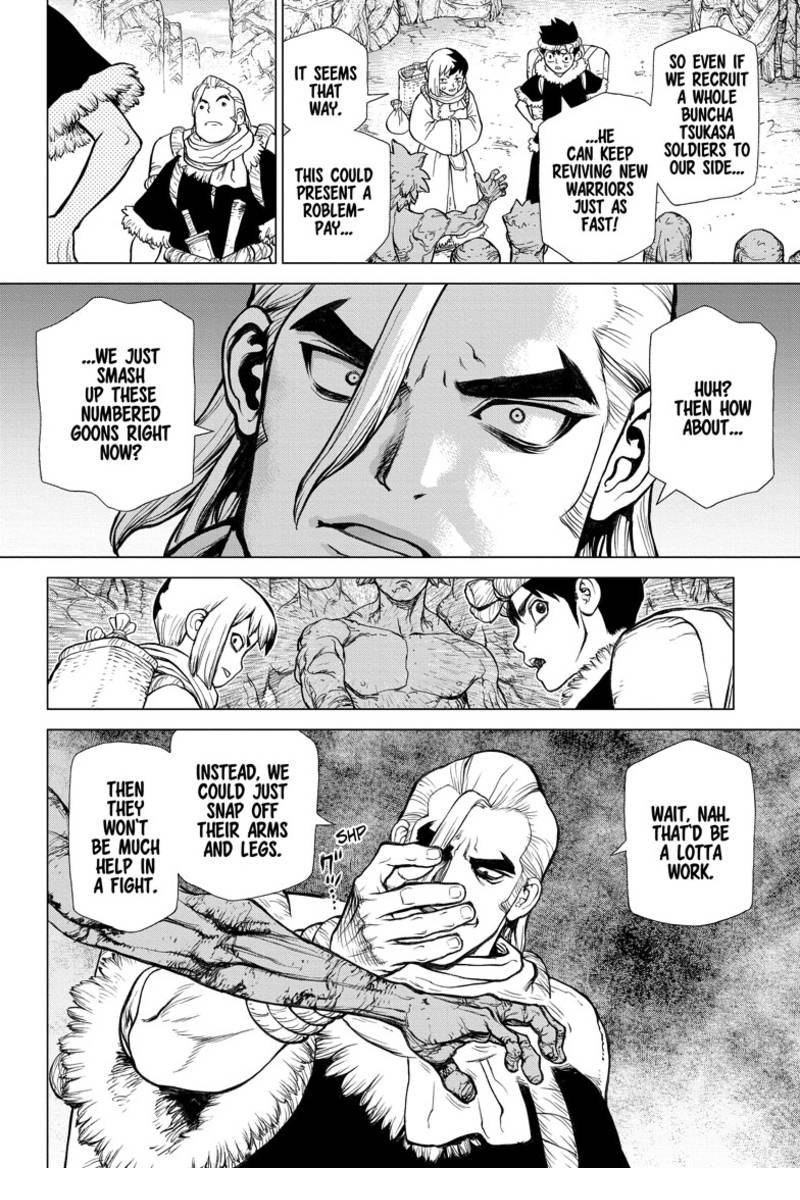 SO EVEN IF
WE RECRUIT
A WHOLE
BUNCHA
TSUKASA
SOLDIERS TO
OUR SIDE...
...HE
CAN KEEP
REVIVING NEW
WARRIORS
JUST AS
FAST!
IT SEEMS
THAT
WAY.
THIS COULD
PRESENT A
ROBLEM-
PAY...
HUH?
THEN HOW
ABOUT...
...WE JUST
SMASH
UP THESE
NUMBERED
GOONS RIGHT
NOW?
WAIT, NAH.
THAT'D BE
A LOTTA
WORK.
SHP
グッ…
INSTEAD, WE
COULD JUST
SNAP OFF
THEIR ARMS
AND LEGS.
THEN
THEY
WON'T
BE MUCH
HELP IN
A FIGHT.